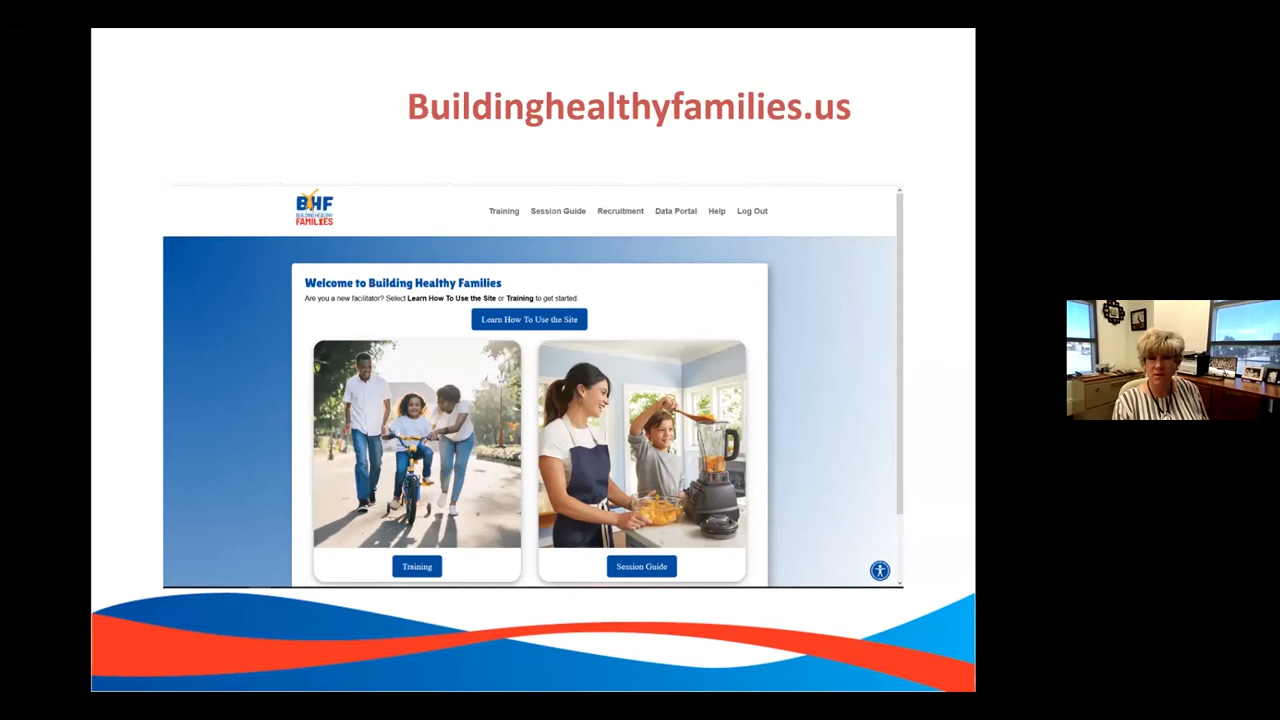 Buildinghealthyfamilies.us
BHF
BUILDING HEALTHY
FAMILIES
Training Session Guide Recruitment Data Portal Help Log Out
Welcome to Building Healthy Families
Are you a new facilitator? Select Learn How To Use the Site or Training to get started.
Learn How To Use the Site
Training Session Guide